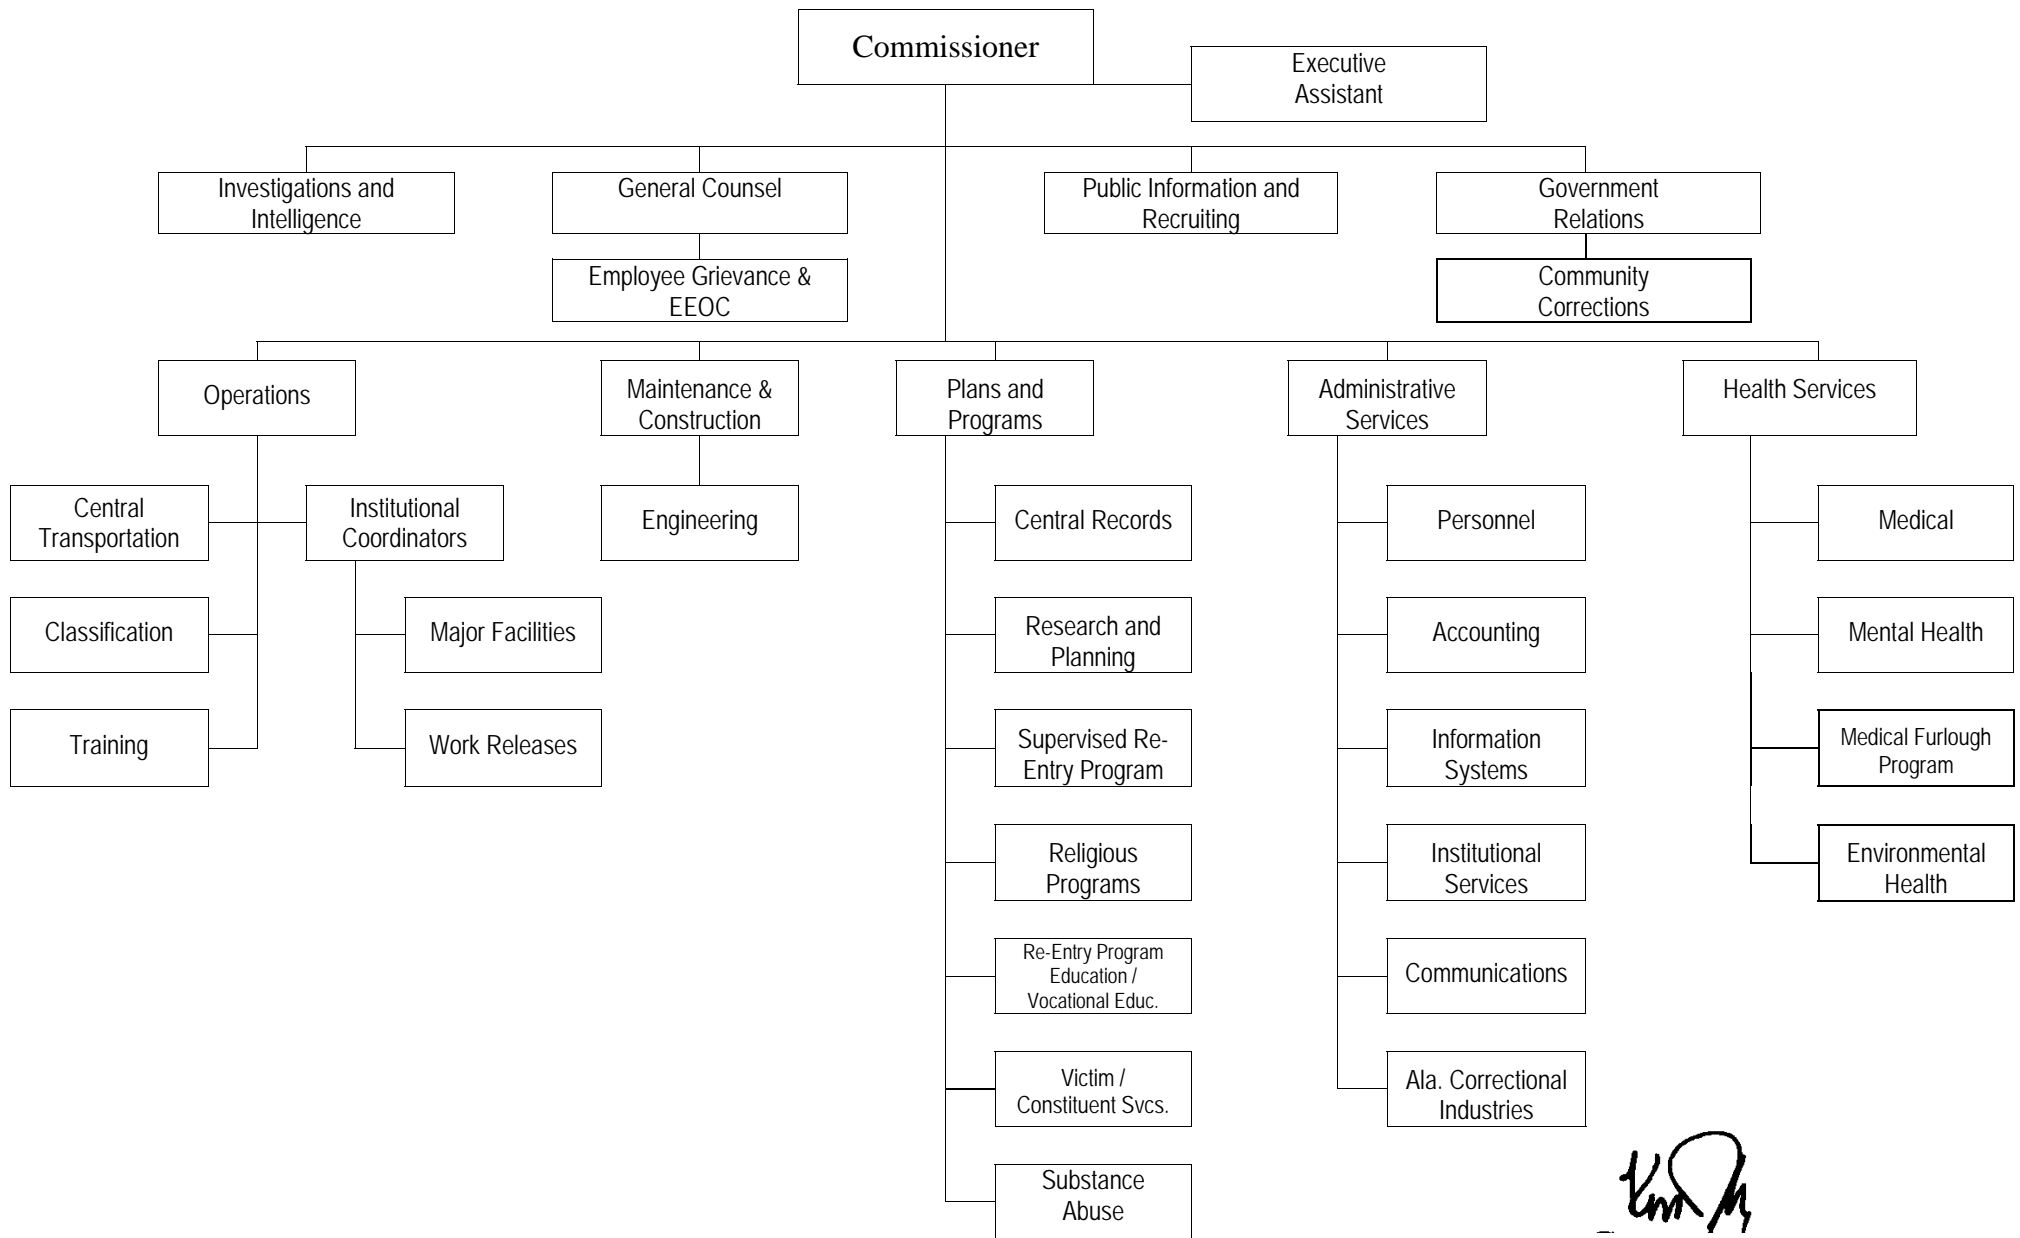 Commissioner
Executive
Assistant
Investigations and
Intelligence
General Counsel
Public Information and
Recruiting
Government
Relations
Employee Grievance &
EEOC
Community
Corrections
Operations
Maintenance &
Construction
Plans and
Programs
Administrative
Services
Health Services
Central
Transportation
Institutional
Coordinators
Engineering
Central Records
Personnel
Medical
Classification
Major Facilities
Research and
Planning
Accounting
Mental Health
Training
Work Releases
Supervised Re-
Entry Program
Information
Systems
Medical Furlough
Program
Religious
Programs
Institutional
Services
Environmental
Health
Re-Entry Program
Education /
Vocational Educ.
Communications
Victim /
Constituent Svcs.
Ala. Correctional
Industries
Substance
Abuse